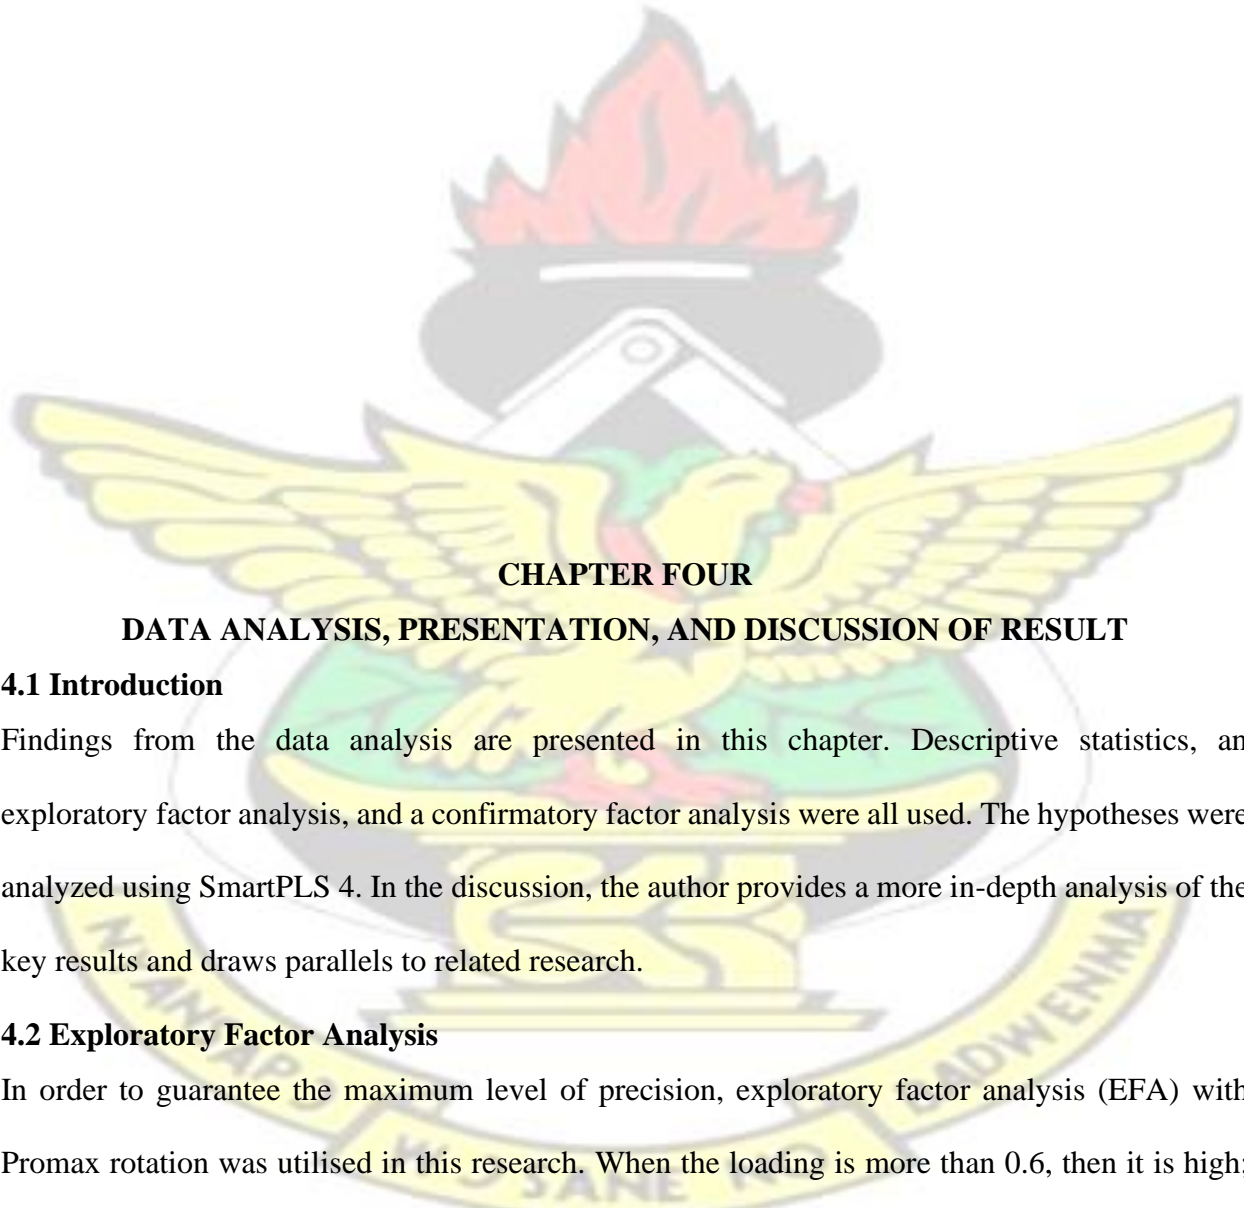 CHAPTER FOUR
DATA ANALYSIS, PRESENTATION, AND DISCUSSION OF RESULT
4.1 Introduction
Findings from the data analysis are presented in this chapter. Descriptive statistics, an
exploratory factor analysis, and a confirmatory factor analysis were all used. The hypotheses were
analyzed using SmartPLS 4. In the discussion, the author provides a more in-depth analysis of the
key results and draws parallels to related research.
4.2 Exploratory Factor Analysis
In order to guarantee the maximum level of precision, exploratory factor analysis (EFA) with
Promax rotation was utilised in this research. When the loading is more than 0.6, then it is high;
NYANSAPO WƆ SANE NO BADWENMA